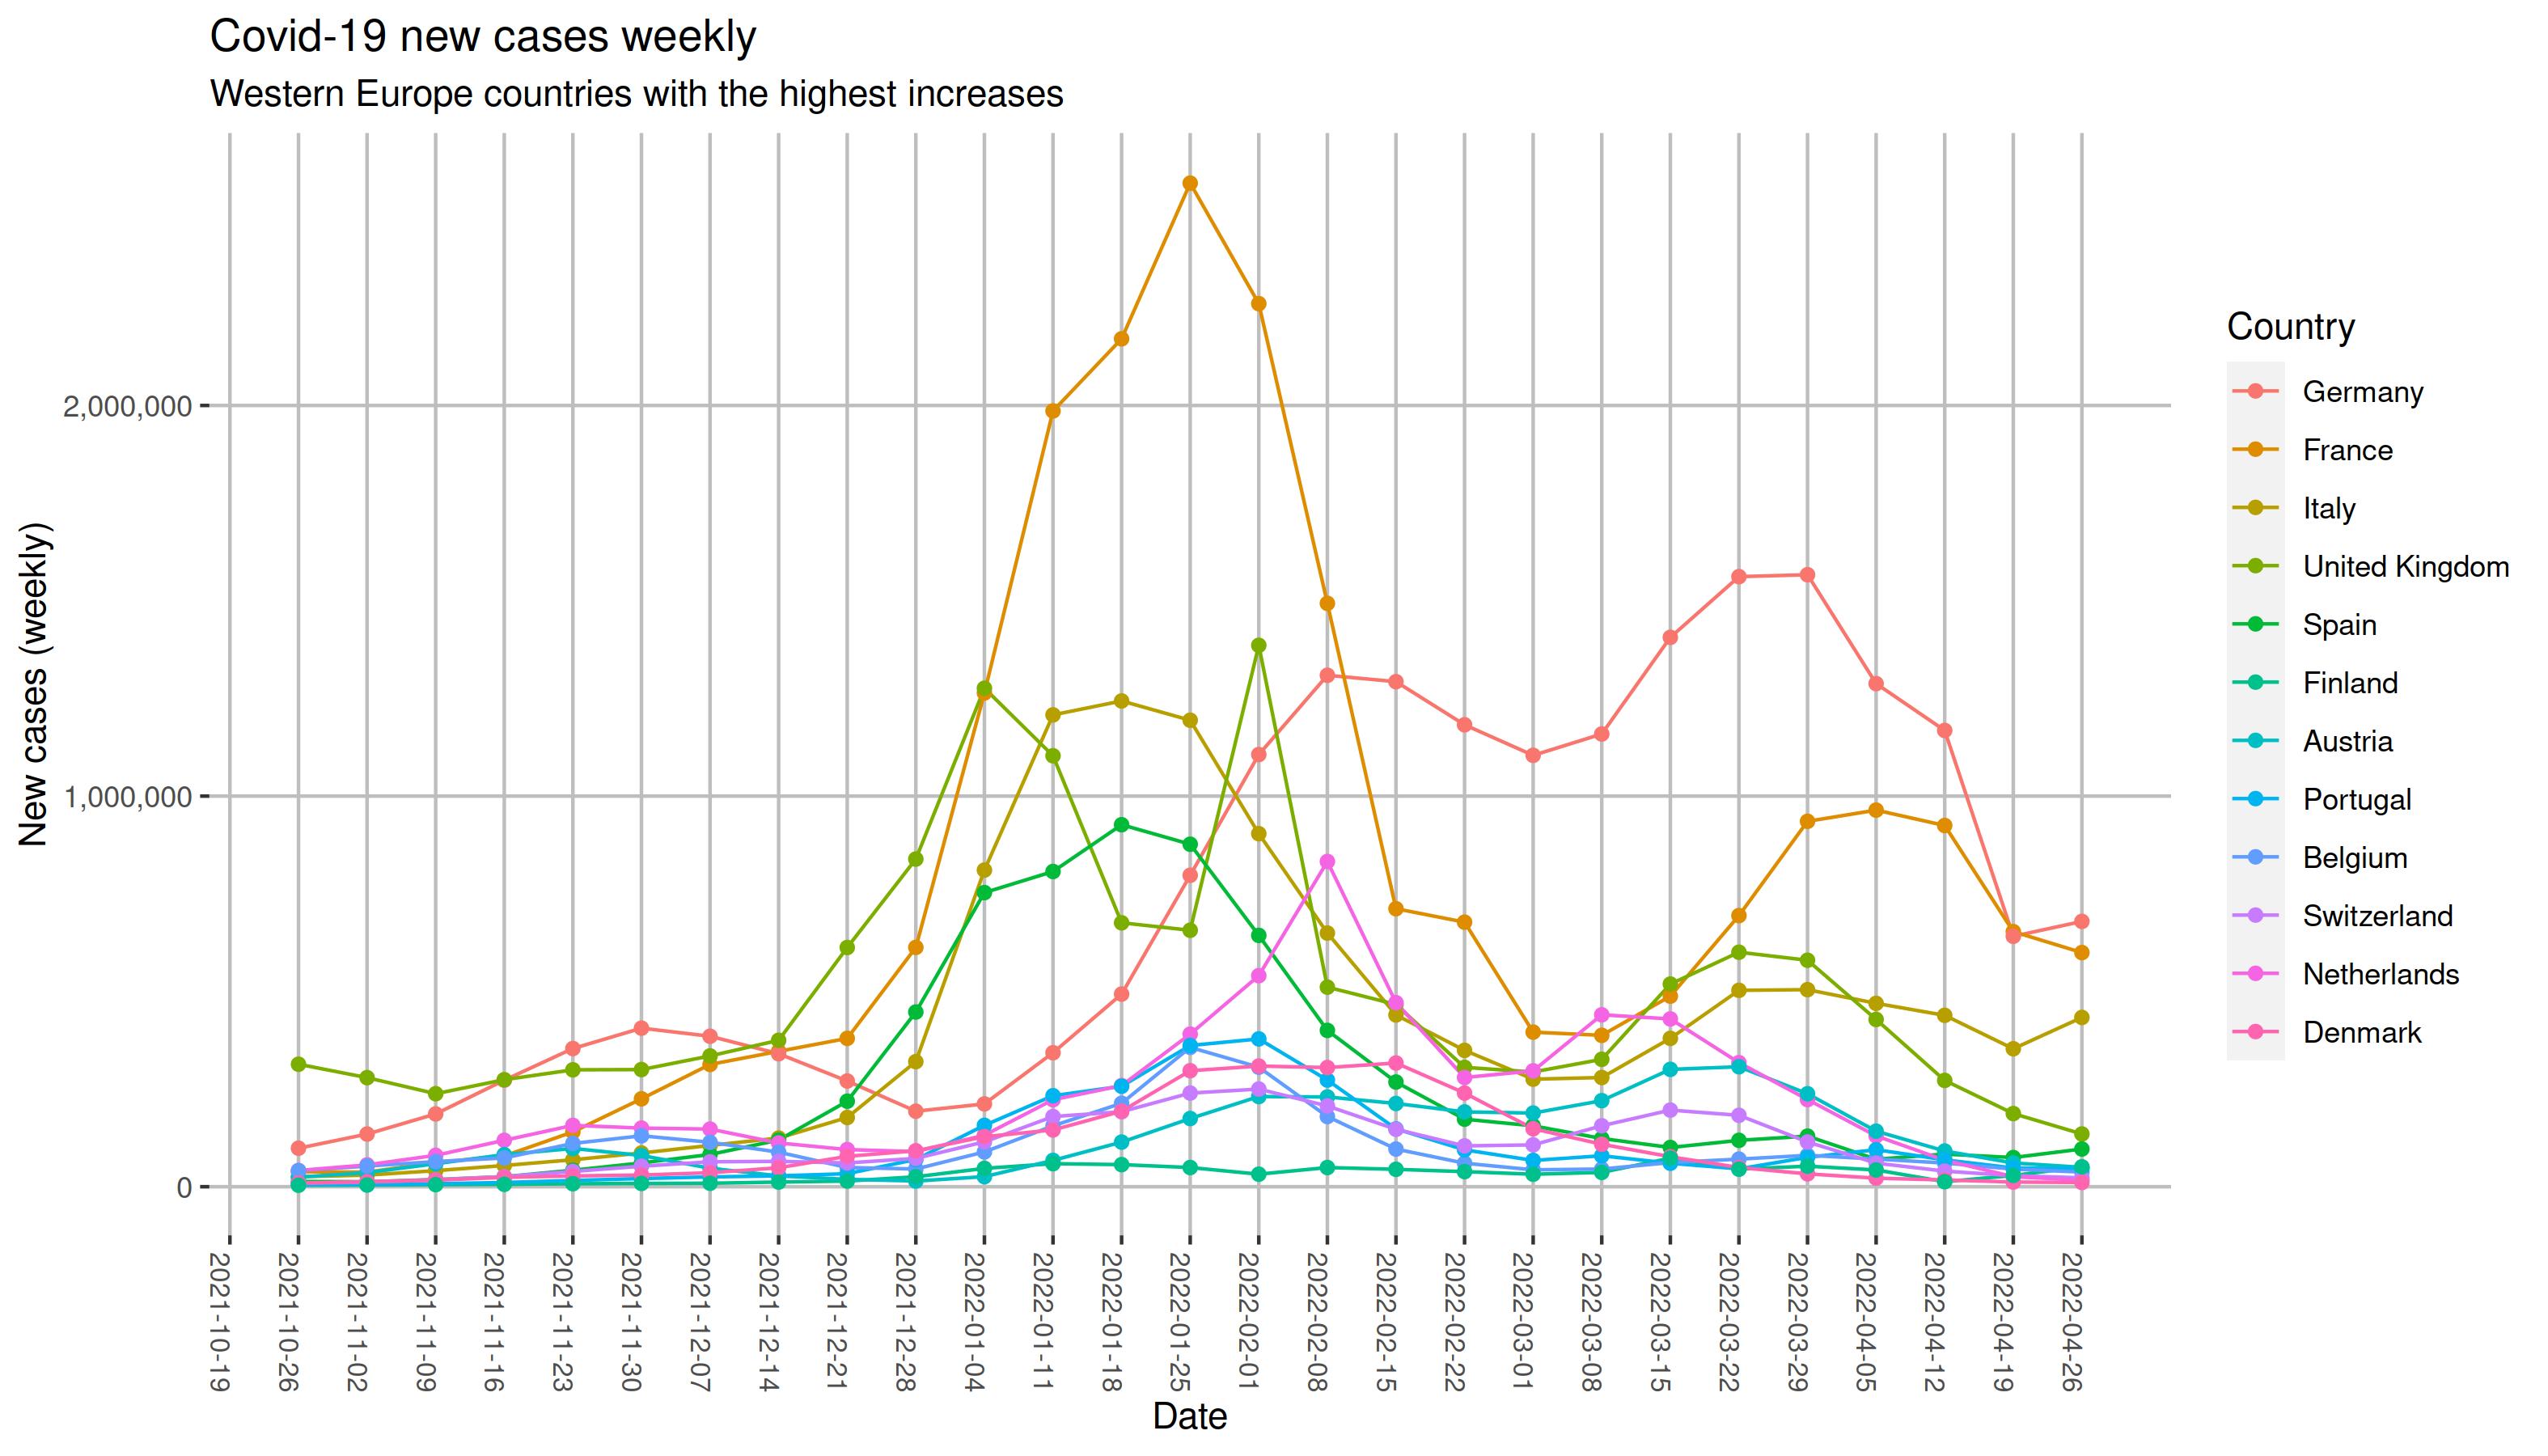 Covid-19 new cases weekly
Western Europe countries with the highest increases
New cases (weekly)
2,000,000
1,000,000
0
2021-10-19
2021-10-26
2021-11-02
2021-11-09
2021-11-16
2021-11-23
2021-11-30
2021-12-07
2021-12-14
2021-12-21
2021-12-28
2022-01-04
2022-01-11
2022-01-18
2022-01-25
2022-02-01
2022-02-08
2022-02-15
2022-02-22
2022-03-01
2022-03-08
2022-03-15
2022-03-22
2022-03-29
2022-04-05
2022-04-12
2022-04-19
2022-04-26
Date
Country
Germany
France
Italy
United Kingdom
Spain
Finland
Austria
Portugal
Belgium
Switzerland
Netherlands
Denmark